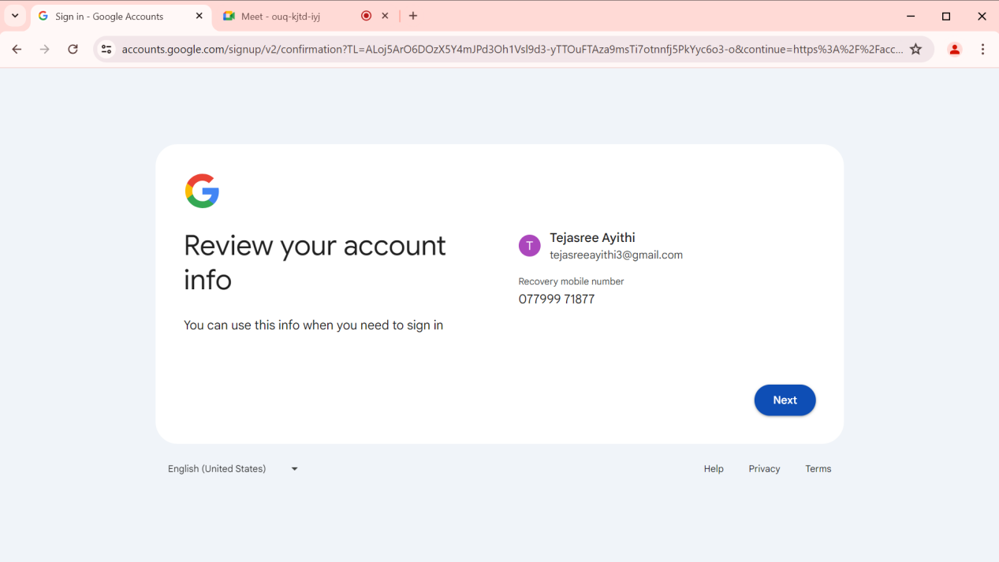 Sign in - Google Accounts
Meet - ouq-kjtd-iyj
accounts.google.com/signup/v2/confirmation?TL=ALoj5ArO6DOzX5Y4mJPd3Oh1Vsl9d3-yTTOuFTAza9msTi7otnnfj5PkYyc6o3-o&continue=https%3A%2F%2Facc...
Review your account
info
You can use this info when you need to sign in
T
Tejasree Ayithi
tejasreeayithi3@gmail.com
Recovery mobile number
077999 71877
Next
English (United States)
Help
Privacy
Terms